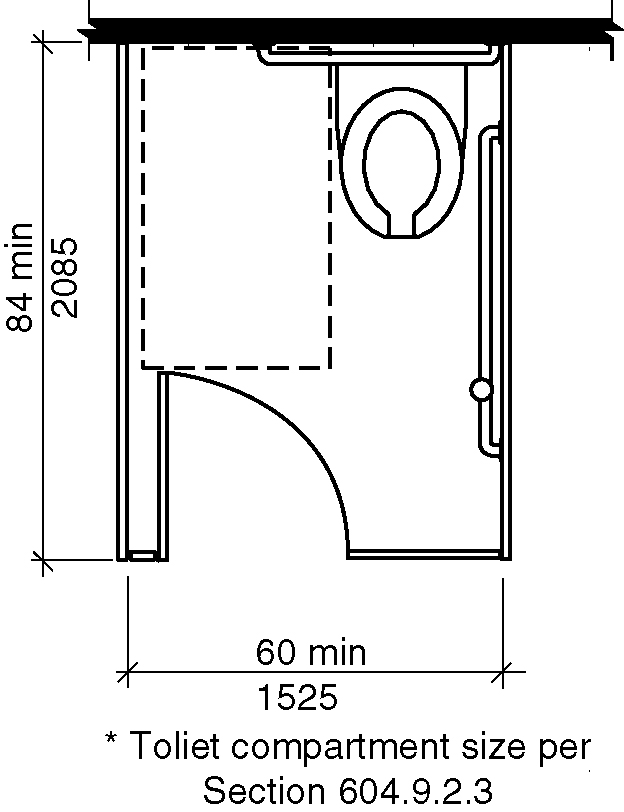 84 min
2085
60 min
1525
* Toliet compartment size per
Section 604.9.2.3